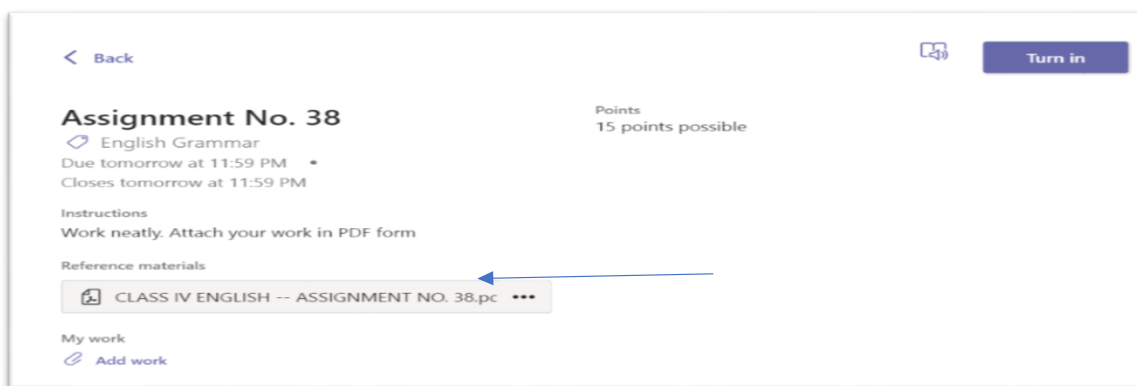 Back
Turn in
Assignment No. 38
Points
15 points possible
English Grammar
Due tomorrow at 11:59 PM •
Closes tomorrow at 11:59 PM
Instructions
Work neatly. Attach your work in PDF form
Reference materials
CLASS IV ENGLISH -- ASSIGNMENT NO. 38.pc •••
My work
Add work